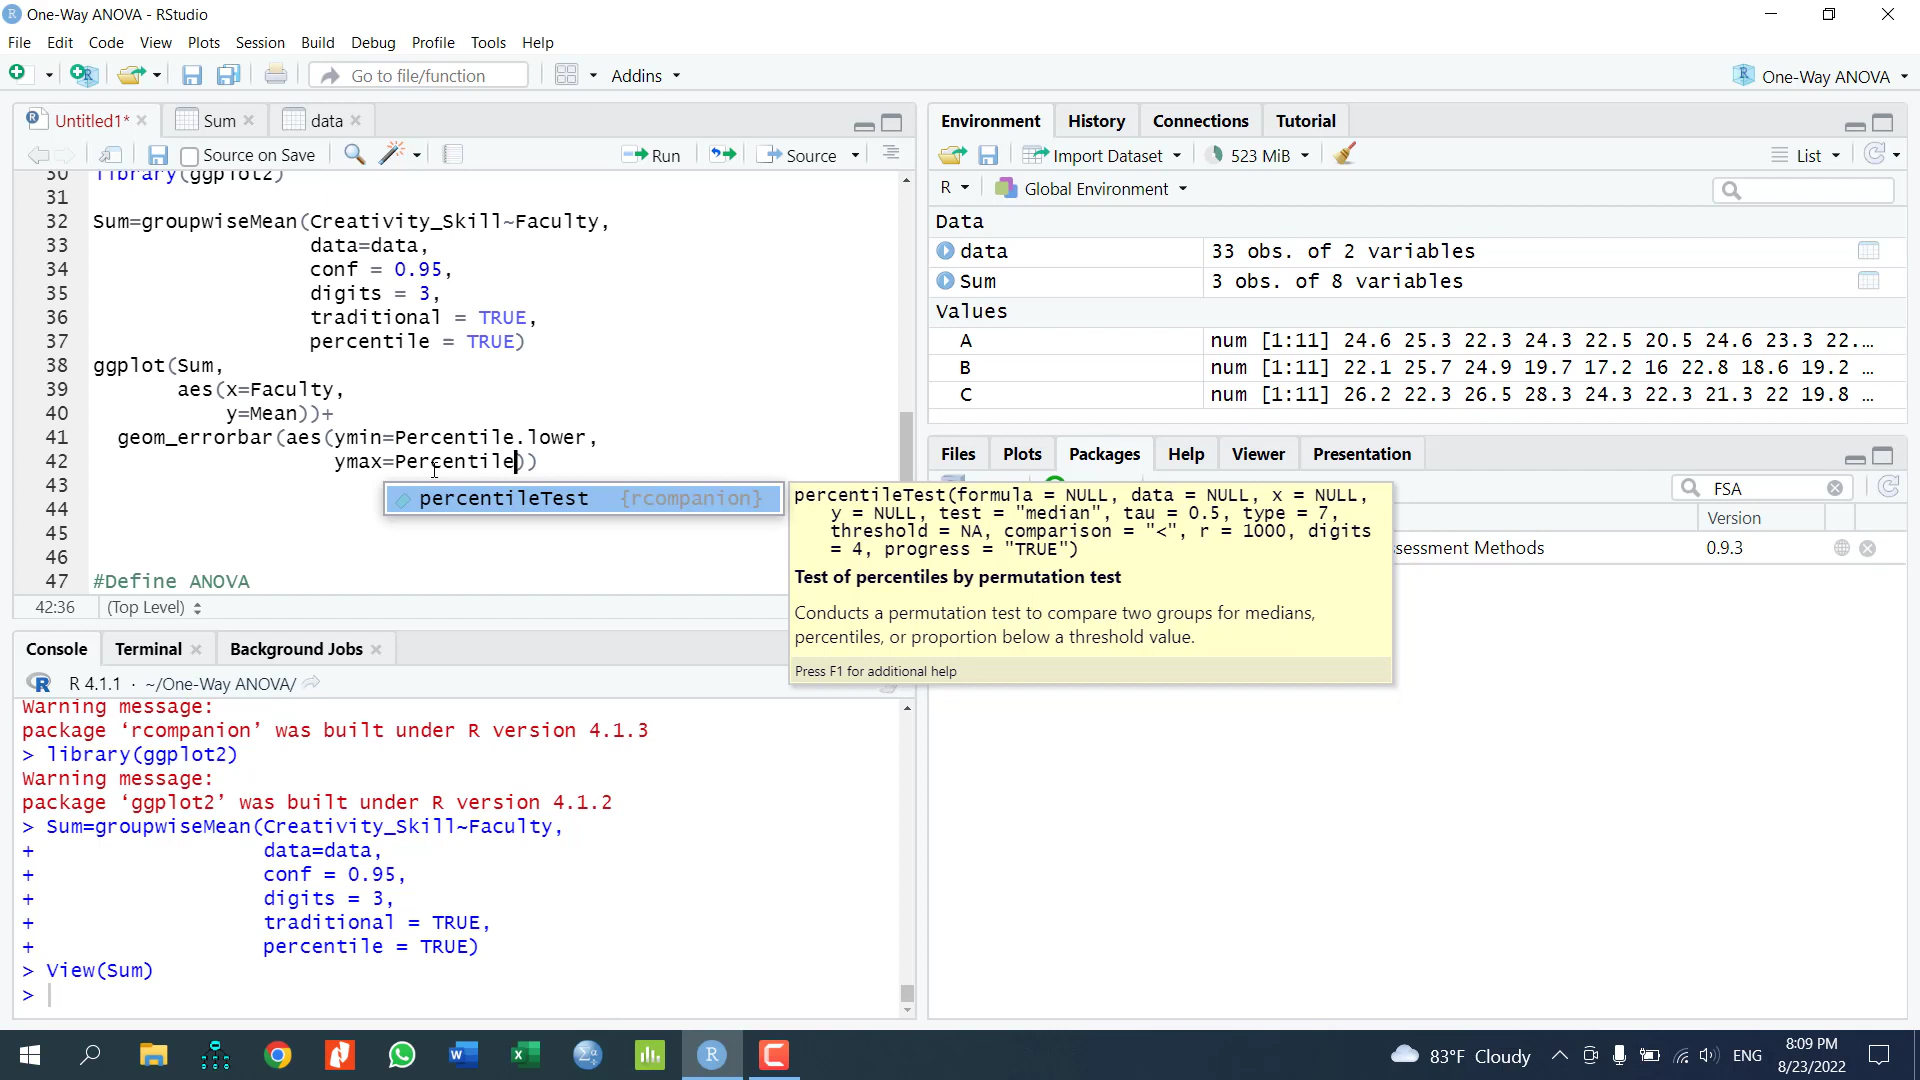 One-Way ANOVA - RStudio
File Edit Code View Plots Session Build Debug Profile Tools Help
Go to file/function Addins One-Way ANOVA
Untitled1* Sum data
Source on Save Run Source
30 library(ggplot2)
31
32 Sum=groupwiseMean(Creativity_Skill~Faculty,
33 data=data,
34 conf = 0.95,
35 digits = 3,
36 traditional = TRUE,
37 percentile = TRUE)
38 ggplot(Sum,
39 aes(x=Faculty,
40 y=Mean))+
41 geom_errorbar(aes(ymin=Percentile.lower,
42 ymax=Percentile))
43
44
45
46
47 #Define ANOVA
percentileTest {rcompanion}
percentileTest(formula = NULL, data = NULL, x = NULL,
y = NULL, test = "median", tau = 0.5, type = 7,
threshold = NA, comparison = "<", r = 1000, digits
= 4, progress = "TRUE")
Test of percentiles by permutation test
Conducts a permutation test to compare two groups for medians,
percentiles, or proportion below a threshold value.
Press F1 for additional help
42:36 (Top Level)
Console Terminal Background Jobs
R 4.1.1 · ~/One-Way ANOVA/
Warning message:
package ‘rcompanion’ was built under R version 4.1.3
> library(ggplot2)
Warning message:
package ‘ggplot2’ was built under R version 4.1.2
> Sum=groupwiseMean(Creativity_Skill~Faculty,
+ data=data,
+ conf = 0.95,
+ digits = 3,
+ traditional = TRUE,
+ percentile = TRUE)
> View(Sum)
>
Environment History Connections Tutorial
Import Dataset 523 MiB List
R Global Environment
Data
data 33 obs. of 2 variables
Sum 3 obs. of 8 variables
Values
A num [1:11] 24.6 25.3 22.3 24.3 22.5 20.5 24.6 23.3 22.…
B num [1:11] 22.1 25.7 24.9 19.7 17.2 16 22.8 18.6 19.2 …
C num [1:11] 26.2 22.3 26.5 28.3 24.3 22.3 21.3 22 19.8 …
Files Plots Packages Help Viewer Presentation
FSA
Version
sessment Methods 0.9.3
83°F Cloudy ENG 8:09 PM
8/23/2022